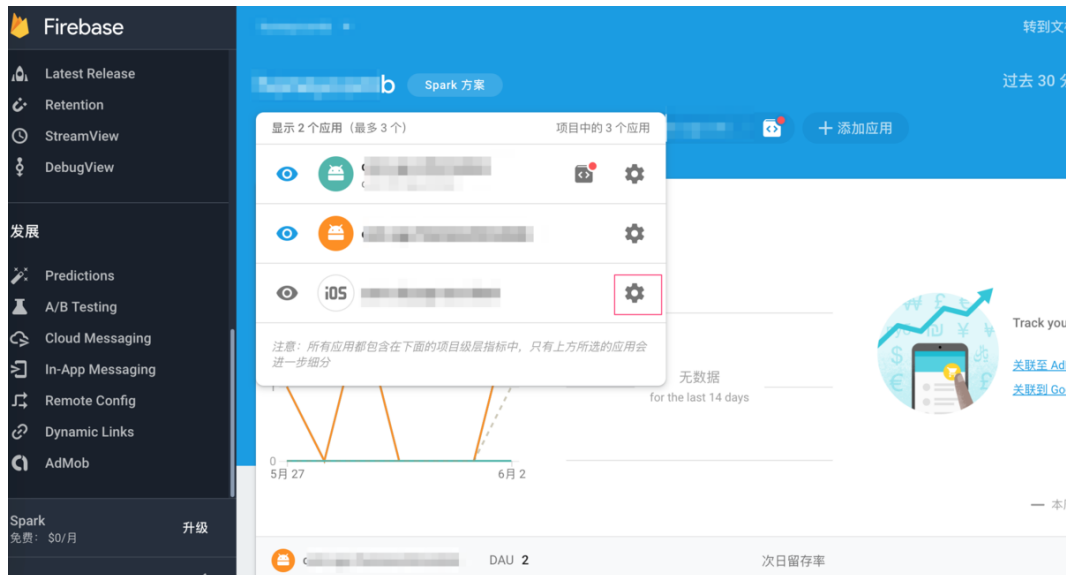 Firebase
Latest Release
Retention
StreamView
DebugView
发展
Predictions
A/B Testing
Cloud Messaging
In-App Messaging
Remote Config
Dynamic Links
AdMob
Spark
免费: $0/月
升级
转到文
Spark 方案
过去 30 分
添加应用
显示 2 个应用 (最多 3 个)
项目中的 3 个应用
iOS
注意: 所有应用都包含在下面的项目级层指标中, 只有上方所选的应用会
进一步细分
0
5月 27
6月 2
无数据
for the last 14 days
Track you
关联至 Ad
关联到 Go
DAU 2
次日留存率